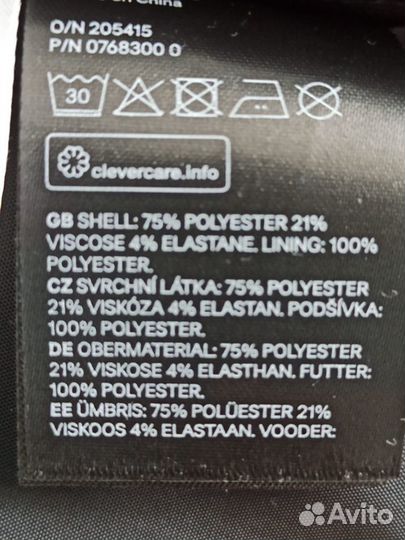 China
O/N 205415
P/N 0768300 0
30
clevercare.info
GB SHELL: 75% POLYESTER 21%
VISCOSE 4% ELASTANE. LINING: 100%
POLYESTER.
CZ SVRCHNÍ LÁTKA: 75% POLYESTER
21% VISKÓZA 4% ELASTAN. PODŠÍVKA:
100% POLYESTER.
DE OBERMATERIAL: 75% POLYESTER
21% VISKOSE 4% ELASTHAN. FUTTER:
100% POLYESTER.
EE ÜMBRIS: 75% POLÜESTER 21%
VISKOOS 4% ELASTAAN. VOODER:
Avito